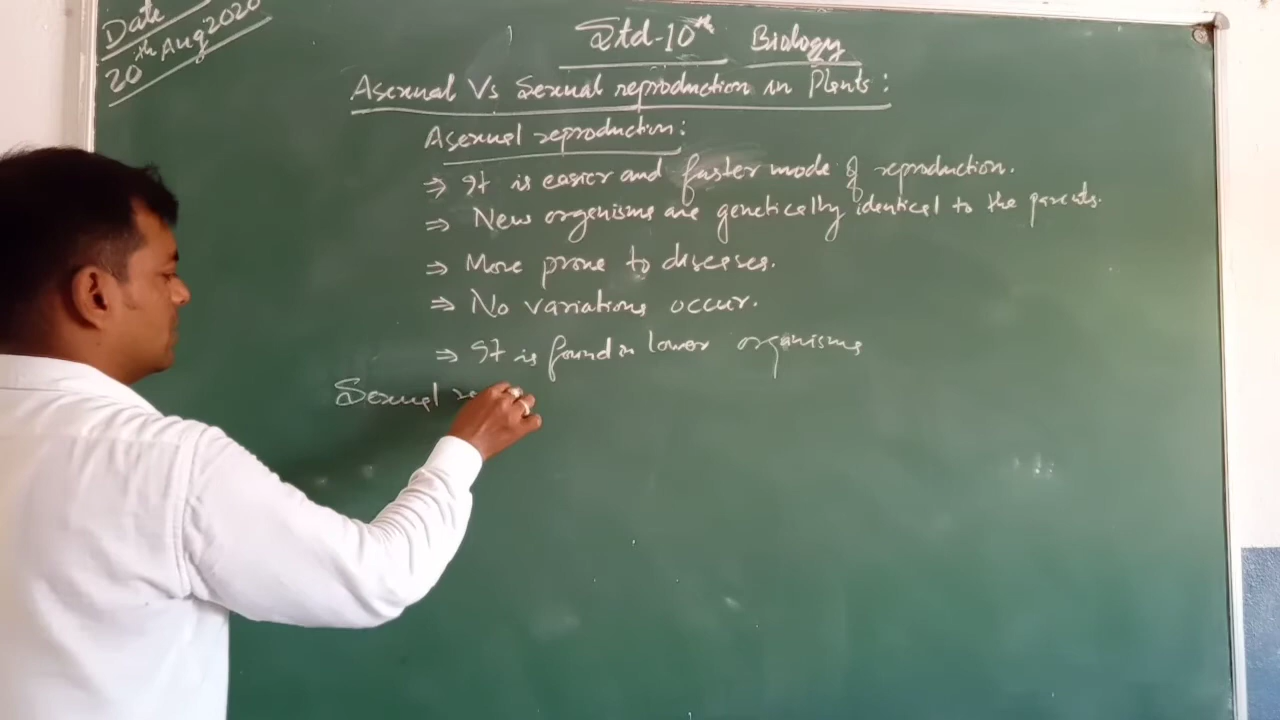 Date
20th Aug 2020
Std-10th Biology
Asexual Vs Sexual reproduction in Plants :
Asexual reproduction :
⇒ It is easier and faster mode of reproduction.
⇒ New organisms are genetically identical to the parents.
⇒ More prone to diseases.
⇒ No variations occur.
⇒ It is found in lower organisms
Sexual re